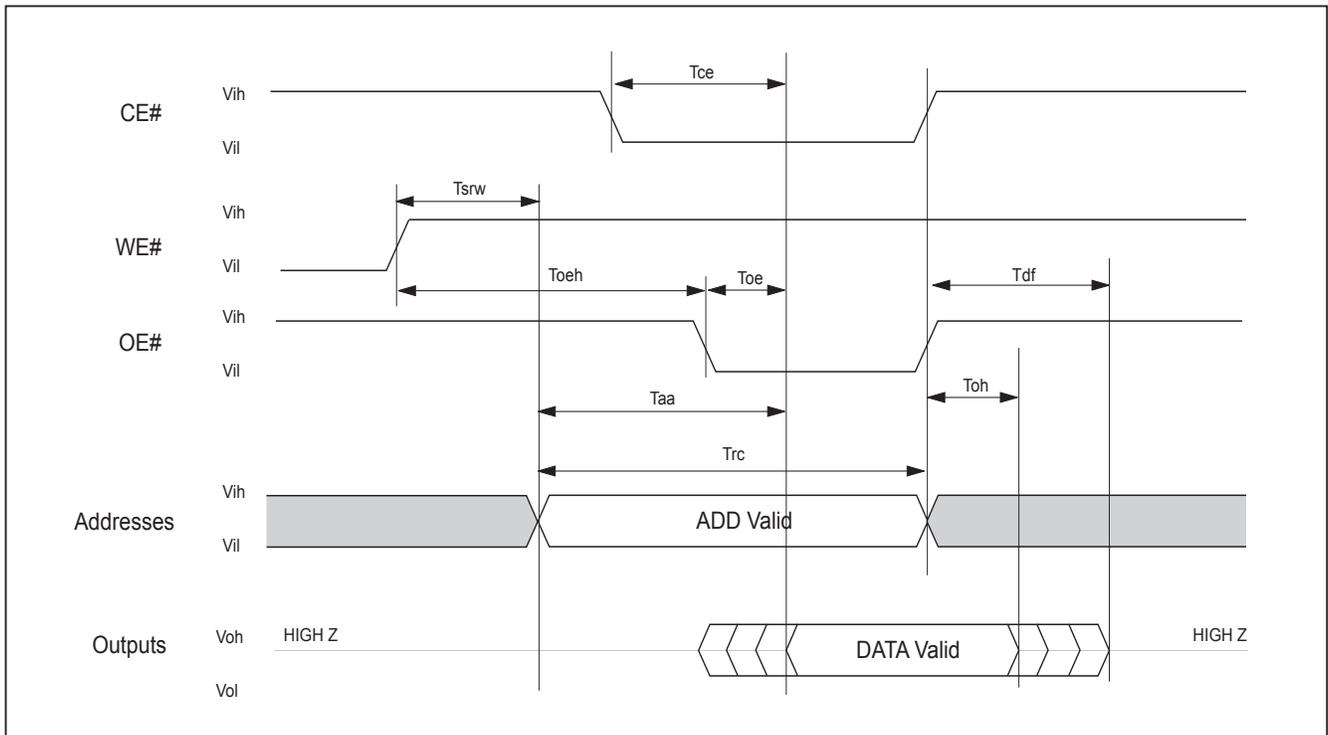 Tce
Vih
CE#
Vil
Tsrw
Vih
WE#
Vil
Toeh
Toe
Tdf
Vih
OE#
Vil
Taa
Toh
Trc
Vih
Addresses
ADD Valid
Vil
Outputs
Voh
HIGH Z
DATA Valid
HIGH Z
Vol